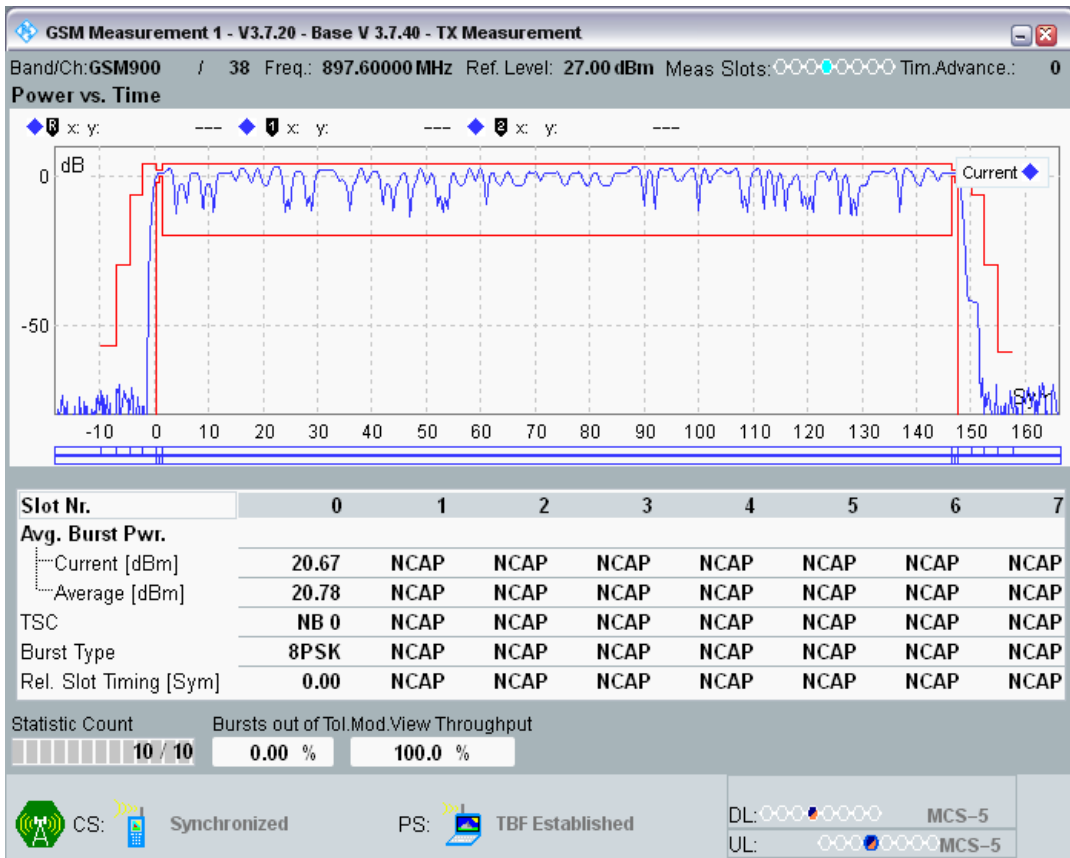 GSM Measurement 1 - V3.7.20 - Base V 3.7.40 - TX Measurement
Band/Ch:GSM900 / 38 Freq.: 897.60000 MHz Ref. Level: 27.00 dBm Meas Slots: Tim.Advance.: 0
Power vs. Time
R x: y: --- 1 x: y: --- 2 x: y: ---
dB
Current
0
-50
Sym
-10 0 10 20 30 40 50 60 70 80 90 100 110 120 130 140 150 160
Slot Nr. 0 1 2 3 4 5 6 7
Avg. Burst Pwr.
Current [dBm] 20.67 NCAP NCAP NCAP NCAP NCAP NCAP NCAP
Average [dBm] 20.78 NCAP NCAP NCAP NCAP NCAP NCAP NCAP
TSC NB 0 NCAP NCAP NCAP NCAP NCAP NCAP NCAP
Burst Type 8PSK NCAP NCAP NCAP NCAP NCAP NCAP NCAP
Rel. Slot Timing [Sym] 0.00 NCAP NCAP NCAP NCAP NCAP NCAP NCAP
Statistic Count Bursts out of Tol.Mod.View Throughput
10 / 10 0.00 % 100.0 %
CS: Synchronized PS: TBF Established
DL: MCS-5
UL: MCS-5